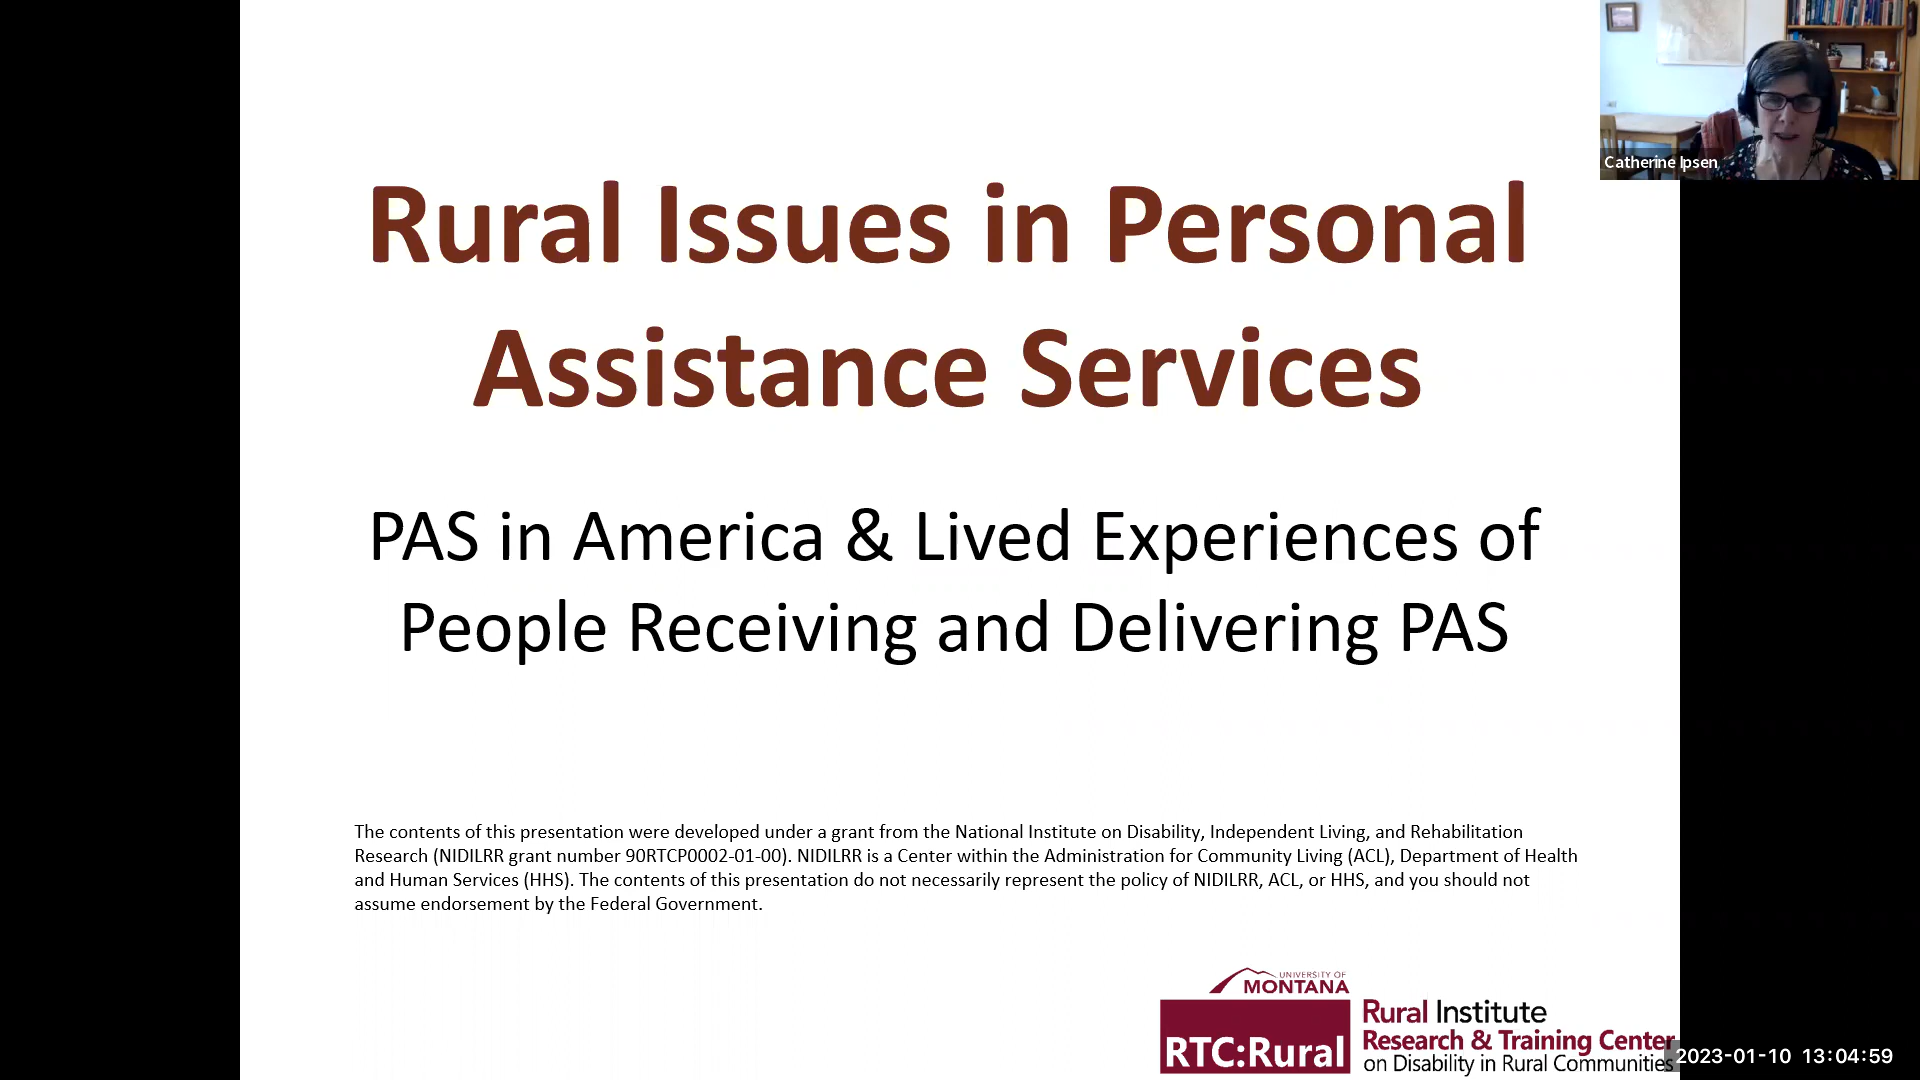 Catherine Ipsen
Rural Issues in Personal
Assistance Services
PAS in America & Lived Experiences of
People Receiving and Delivering PAS
The contents of this presentation were developed under a grant from the National Institute on Disability, Independent Living, and Rehabilitation
Research (NIDILRR grant number 90RTCP0002-01-00). NIDILRR is a Center within the Administration for Community Living (ACL), Department of Health
and Human Services (HHS). The contents of this presentation do not necessarily represent the policy of NIDILRR, ACL, or HHS, and you should not
assume endorsement by the Federal Government.
UNIVERSITY OF
MONTANA
RTC:Rural
Rural Institute
Research & Training Center
on Disability in Rural Communities
2023-01-10 13:04:59